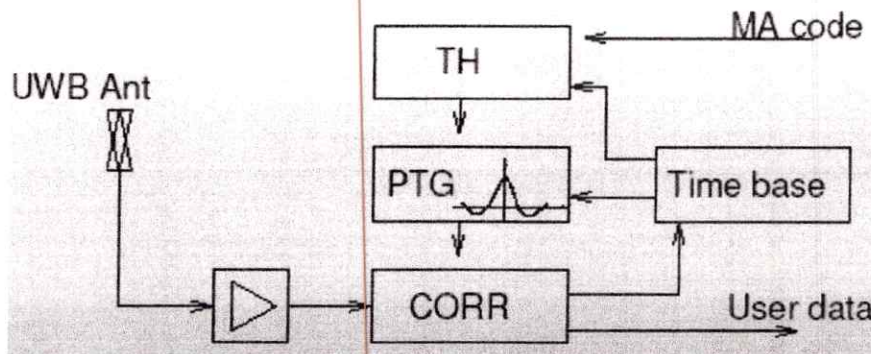 MA code
TH
UWB Ant
PTG
Time base
CORR
User data